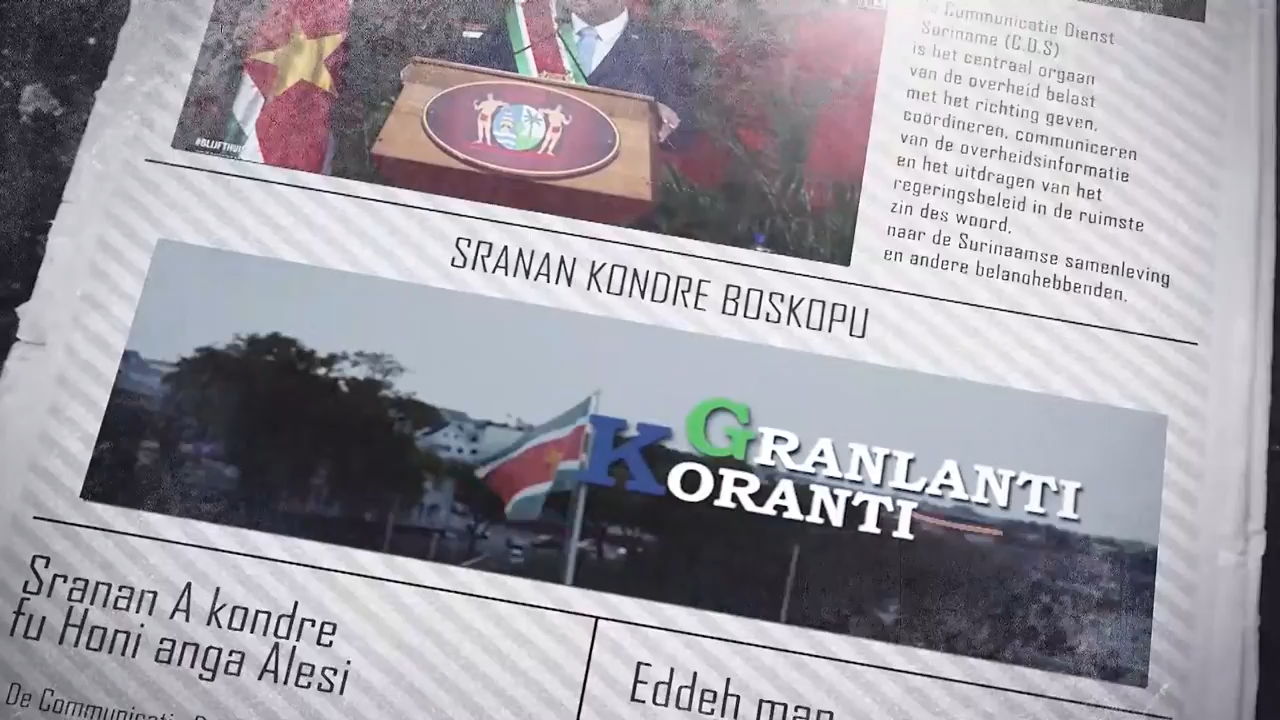 Communicatie Dienst
Suriname (C.D.S)
is het centraal orgaan
van de overheid belast
met het richting geven,
coördineren, communiceren
van de overheidsinformatie
en het uitdragen van het
regeringsbeleid in de ruimste
zin des woord,
naar de Surinaamse samenleving
en andere belanghebbenden.
SRANAN KONDRE BOSKOPU
GRANLANTI
KORANTI
Sranan A kondre
fu Honi anga Alesi
Eddeh man
De